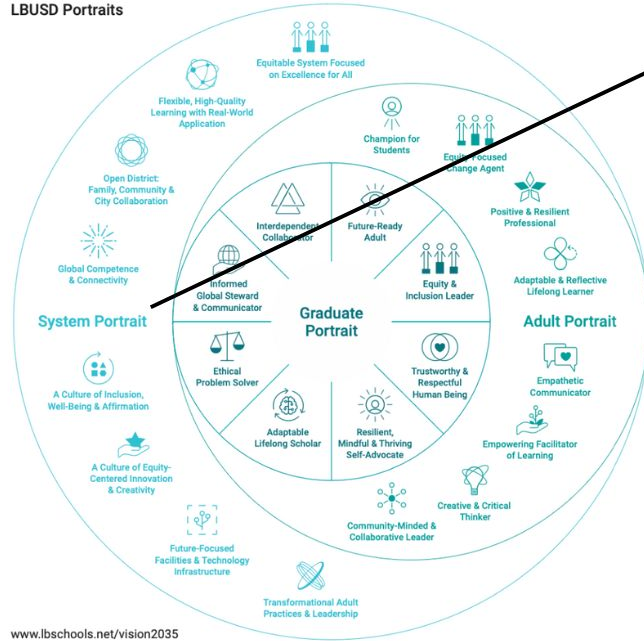 LBUSD Portraits
Equitable System Focused
on Excellence for All
Flexible, High-Quality
Learning with Real-World
Application
Open District:
Family, Community &
City Collaboration
Global Competence
& Connectivity
System Portrait
A Culture of Inclusion,
Well-Being & Affirmation
A Culture of Equity-
Centered Innovation
& Creativity
Future-Focused
Facilities & Technology
Infrastructure
Transformational Adult
Practices & Leadership
Champion for
Students
Equity-Focused
Change Agent
Positive & Resilient
Professional
Adaptable & Reflective
Lifelong Learner
Adult Portrait
Empathetic
Communicator
Empowering Facilitator
of Learning
Creative & Critical
Thinker
Community-Minded &
Collaborative Leader
Interdependent
Collaborator
Future-Ready
Adult
Informed
Global Steward
& Communicator
Equity &
Inclusion Leader
Graduate
Portrait
Ethical
Problem Solver
Trustworthy &
Respectful
Human Being
Adaptable
Lifelong Scholar
Resilient,
Mindful & Thriving
Self-Advocate
www.lbschools.net/vision2035